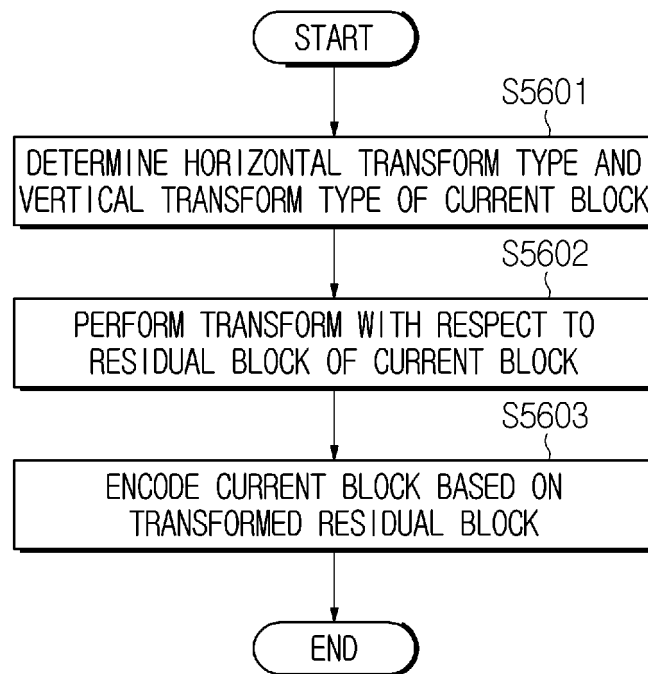 START
S5601
DETERMINE HORIZONTAL TRANSFORM TYPE AND
VERTICAL TRANSFORM TYPE OF CURRENT BLOCK
S5602
PERFORM TRANSFORM WITH RESPECT TO
RESIDUAL BLOCK OF CURRENT BLOCK
S5603
ENCODE CURRENT BLOCK BASED ON
TRANSFORMED RESIDUAL BLOCK
END